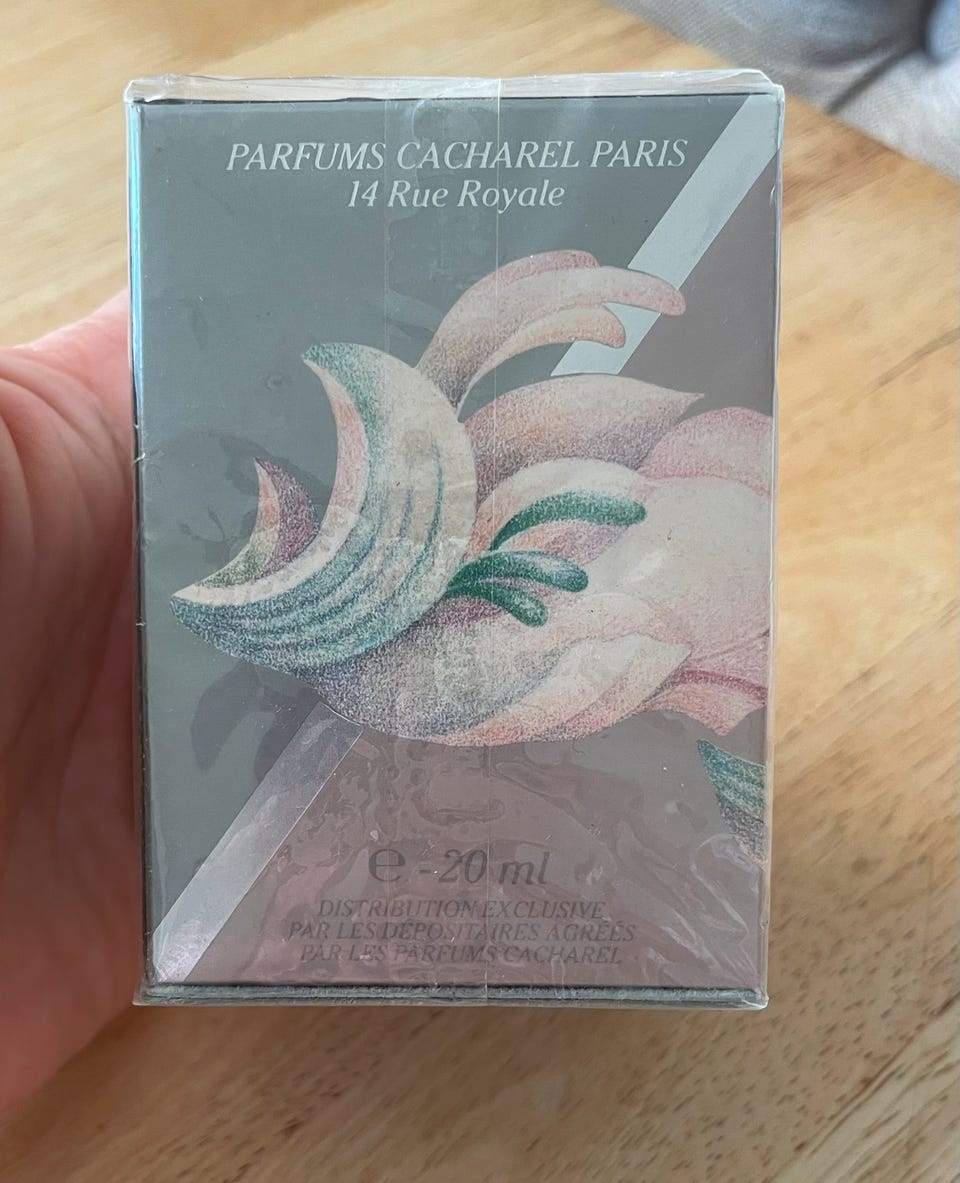 PARFUMS CACHAREL PARIS
14 Rue Royale
℮ - 20 ml
DISTRIBUTION EXCLUSIVE
PAR LES DÉPOSITAIRES AGRÉÉS
PAR LES PARFUMS CACHAREL